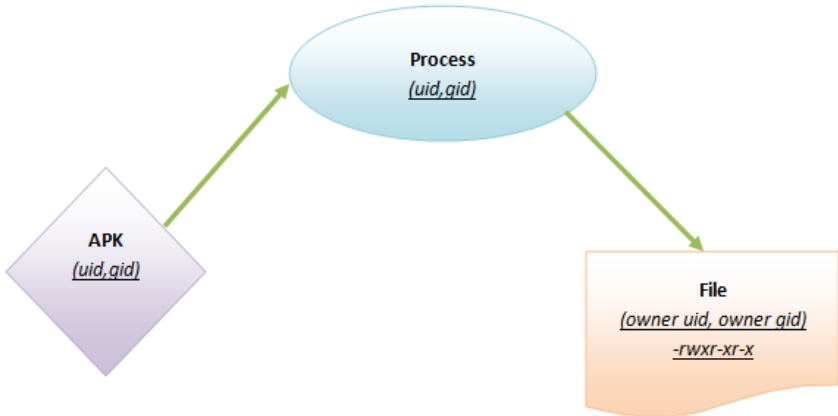 Process
(uid,gid)
APK
(uid,gid)
File
(owner uid, owner gid)
-rwxr-xr-x